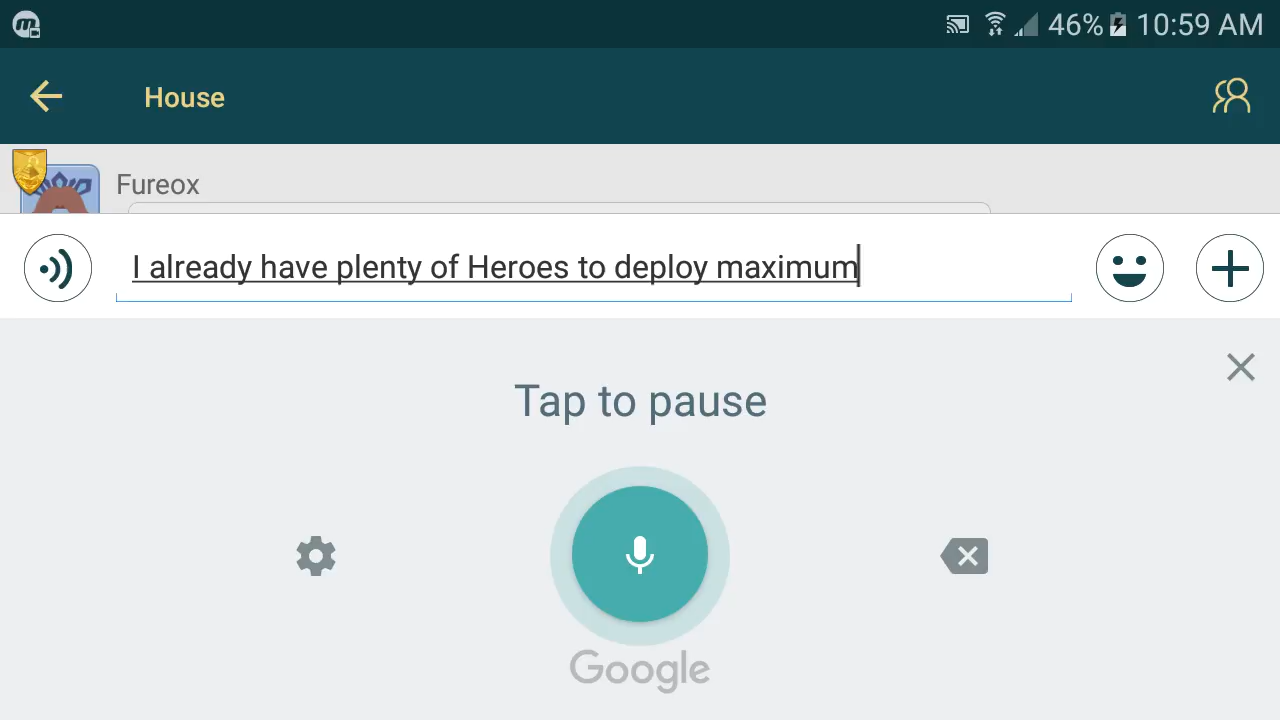 46% 10:59 AM
House
Fureox
I already have plenty of Heroes to deploy maximum
Tap to pause
Google